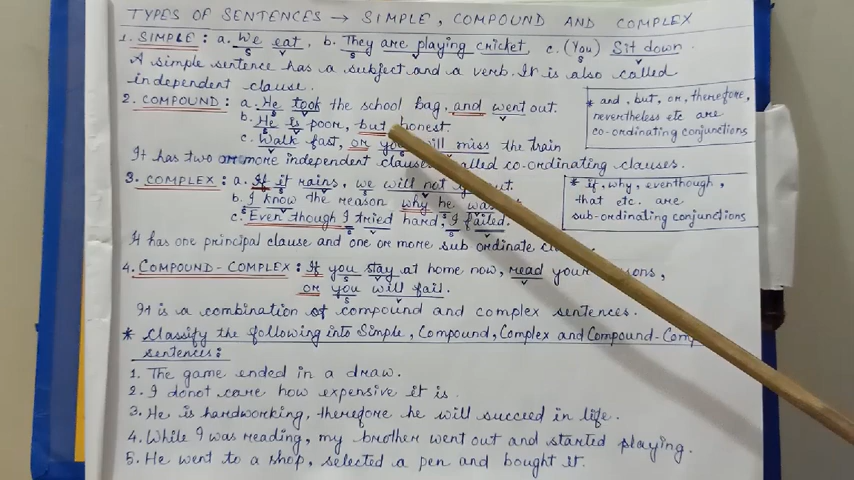 TYPES OF SENTENCES → SIMPLE, COMPOUND AND COMPLEX
1. SIMPLE: a. We eat, b. They are playing cricket, c. (You) Sit down.
S V S V S V
A simple sentence has a subject and a verb. It is also called
independent clause.
2. COMPOUND: a. He took the school bag, and went out.
S V V
b. He is poor, but honest.
S V
c. Walk fast, or you will miss the train
V S V
It has two or more independent clauses called co-ordinating clauses.
* and, but, or, therefore,
nevertheless etc are
co-ordinating conjunctions
3. COMPLEX: a. If it rains, we will not out.
S V S V
b. I know the reason why he
S V S
c. Even though I tried hard, I failed.
S V S V
* if, why, eventhough,
that etc. are
sub-ordinating conjunctions
It has one principal clause and one or more sub ordinate
4. COMPOUND-COMPLEX: If you stay at home now, read your
S V V
or you will fail.
S V
It is a combination of compound and complex sentences.
* Classify the following into Simple, Compound, Complex and Compound-Comp
sentences:
1. The game ended in a draw.
2. I donot care how expensive it is.
3. He is hardworking, therefore he will succeed in life.
4. While I was reading, my brother went out and started playing.
5. He went to a shop, selected a pen and bought it.